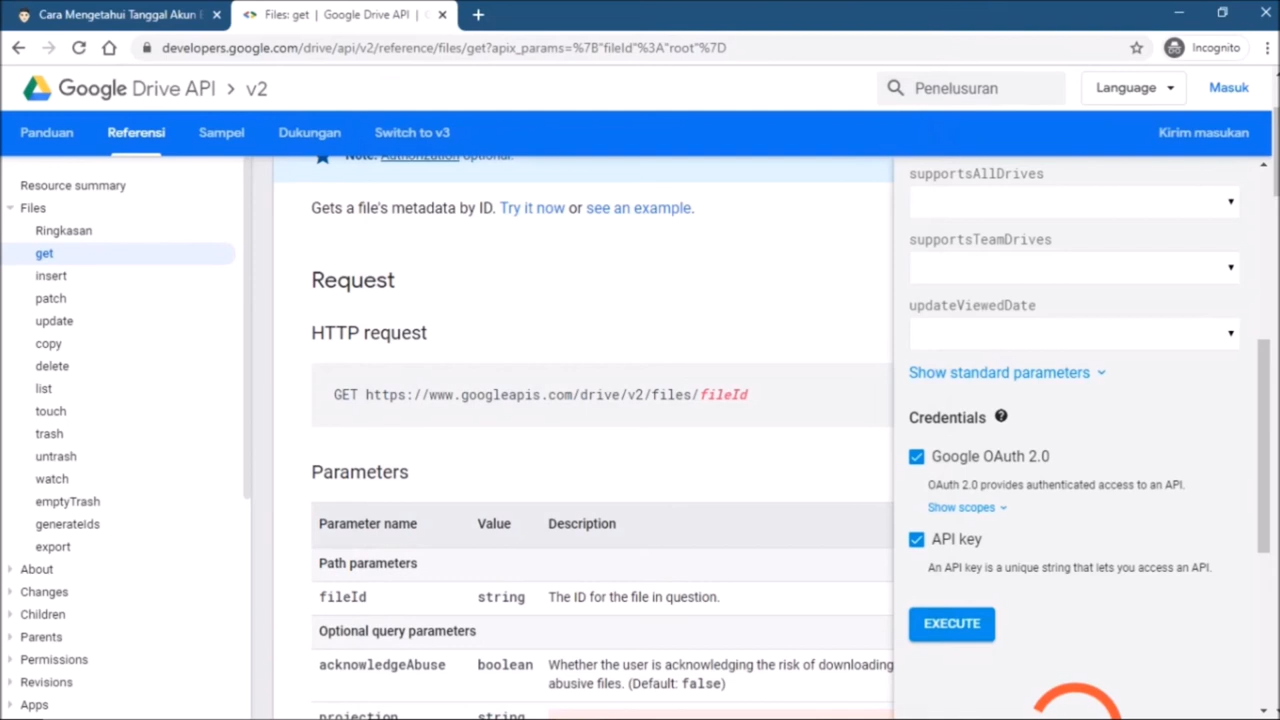 Cara Mengetahui Tanggal Akun
Files: get | Google Drive API |
developers.google.com/drive/api/v2/reference/files/get?apix_params=%7B"fileId"%3A"root"%7D
Incognito
Google Drive API > v2
Penelusuran
Language
Masuk
Panduan
Referensi
Sampel
Dukungan
Switch to v3
Kirim masukan
Resource summary
Files
Ringkasan
get
insert
patch
update
copy
delete
list
touch
trash
untrash
watch
emptyTrash
generateIds
export
About
Changes
Children
Parents
Permissions
Revisions
Apps
Note: Authorization optional.
Gets a file's metadata by ID. Try it now or see an example.
Request
HTTP request
GET https://www.googleapis.com/drive/v2/files/fileId
Parameters
Parameter name Value Description
Path parameters
fileId string The ID for the file in question.
Optional query parameters
acknowledgeAbuse boolean Whether the user is acknowledging the risk of downloading
abusive files. (Default: false)
projection string
supportsAllDrives
supportsTeamDrives
updateViewedDate
Show standard parameters
Credentials
Google OAuth 2.0
OAuth 2.0 provides authenticated access to an API.
Show scopes
API key
An API key is a unique string that lets you access an API.
EXECUTE